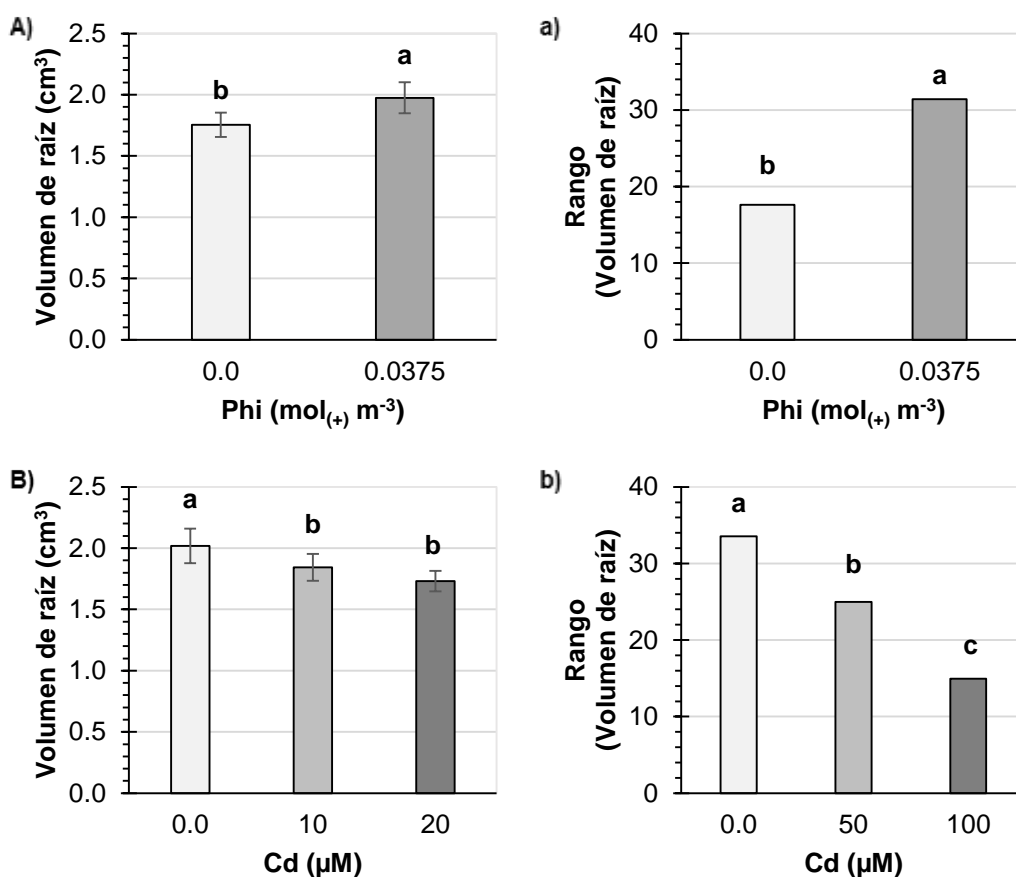 A)
Volumen de raíz (cm³)
2.5
2.0
1.5
1.0
0.5
0.0
b
a
0.0 0.0375
Phi (mol(+) m⁻³)
a)
Rango
(Volumen de raíz)
40
30
20
10
0
b
a
0.0 0.0375
Phi (mol(+) m⁻³)
B)
Volumen de raíz (cm³)
2.5
2.0
1.5
1.0
0.5
0.0
a
b
b
0.0 10 20
Cd (µM)
b)
Rango
(Volumen de raíz)
40
30
20
10
0
a
b
c
0.0 50 100
Cd (µM)